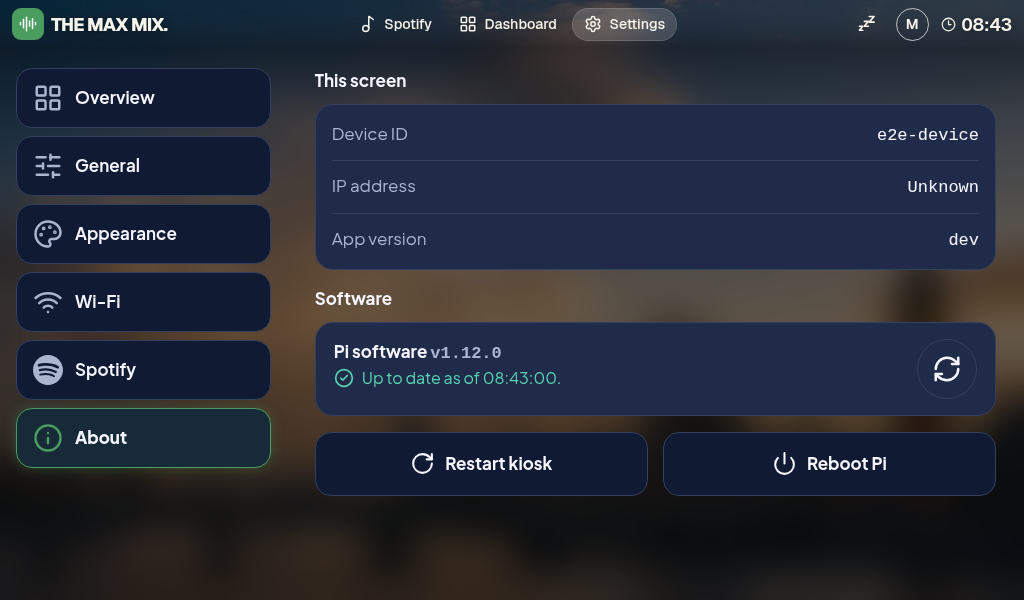 THE MAX MIX.
Spotify
Dashboard
Settings
M
08:43
Overview
General
Appearance
Wi-Fi
Spotify
About
This screen
Device ID e2e-device
IP address Unknown
App version dev
Software
Pi software v1.12.0
Up to date as of 08:43:00.
Restart kiosk
Reboot Pi